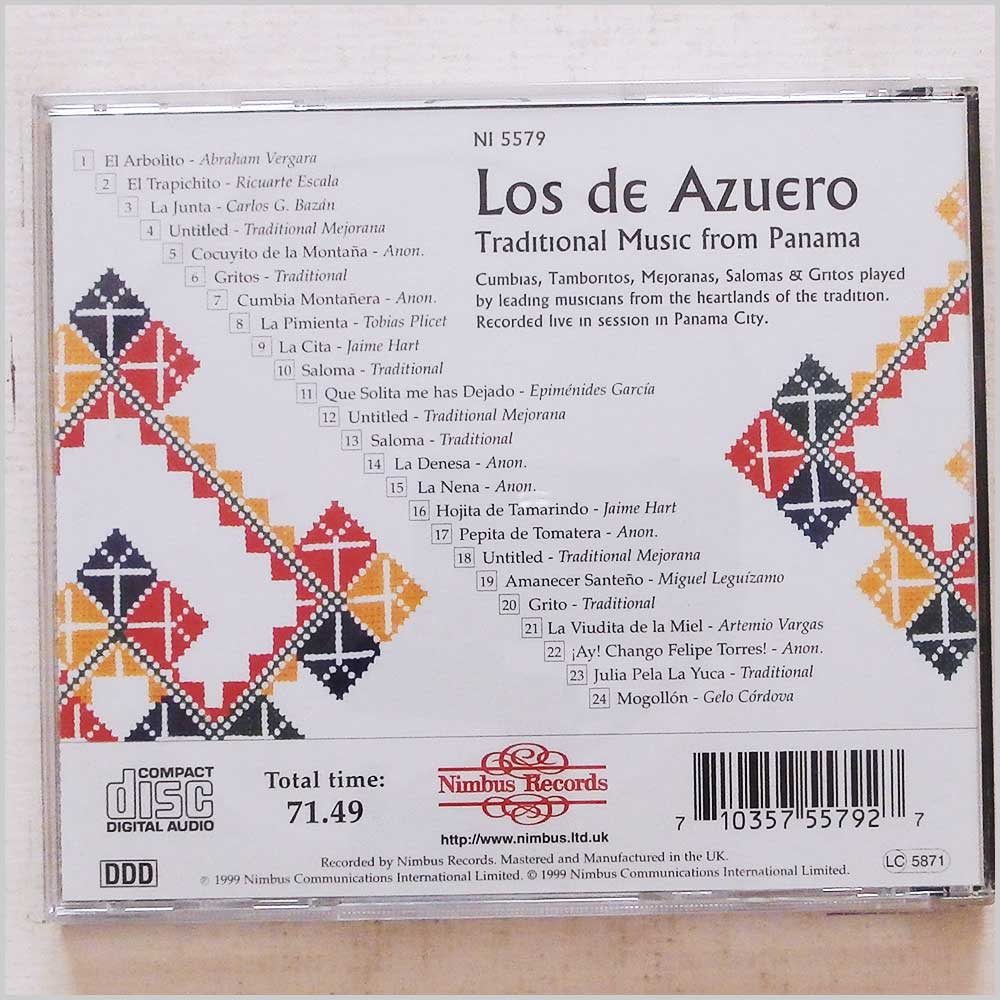 NI 5579
Los de Azuero
Traditional Music from Panama
Cumbias, Tamboritos, Mejoranas, Salomas & Gritos played
by leading musicians from the heartlands of the tradition.
Recorded live in session in Panama City.
1 El Arbolito - Abraham Vergara
2 El Trapichito - Ricuarte Escala
3 La Junta - Carlos G. Bazán
4 Untitled - Traditional Mejorana
5 Cocuyito de la Montaña - Anon.
6 Gritos - Traditional
7 Cumbia Montañera - Anon.
8 La Pimienta - Tobias Plicet
9 La Cita - Jaime Hart
10 Saloma - Traditional
11 Que Solita me has Dejado - Epiménides García
12 Untitled - Traditional Mejorana
13 Saloma - Traditional
14 La Denesa - Anon.
15 La Nena - Anon.
16 Hojita de Tamarindo - Jaime Hart
17 Pepita de Tomatera - Anon.
18 Untitled - Traditional Mejorana
19 Amanecer Santeño - Miguel Leguízamo
20 Grito - Traditional
21 La Viudita de la Miel - Artemio Vargas
22 ¡Ay! Chango Felipe Torres! - Anon.
23 Julia Pela La Yuca - Traditional
24 Mogollón - Gelo Córdova
COMPACT
disc
DIGITAL AUDIO
Total time:
71.49
Nimbus Records
http://www.nimbus.ltd.uk
7 10357 55792 7
DDD
Recorded by Nimbus Records. Mastered and Manufactured in the UK.
℗ 1999 Nimbus Communications International Limited. © 1999 Nimbus Communications International Limited.
LC 5871